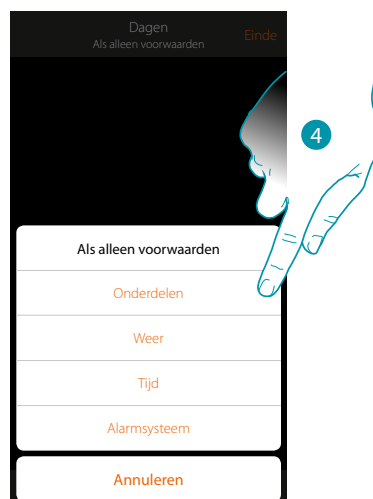 Dagen
Als alleen voorwaarden
Einde
4
Als alleen voorwaarden
Onderdelen
Weer
Tijd
Alarmsysteem
Annuleren